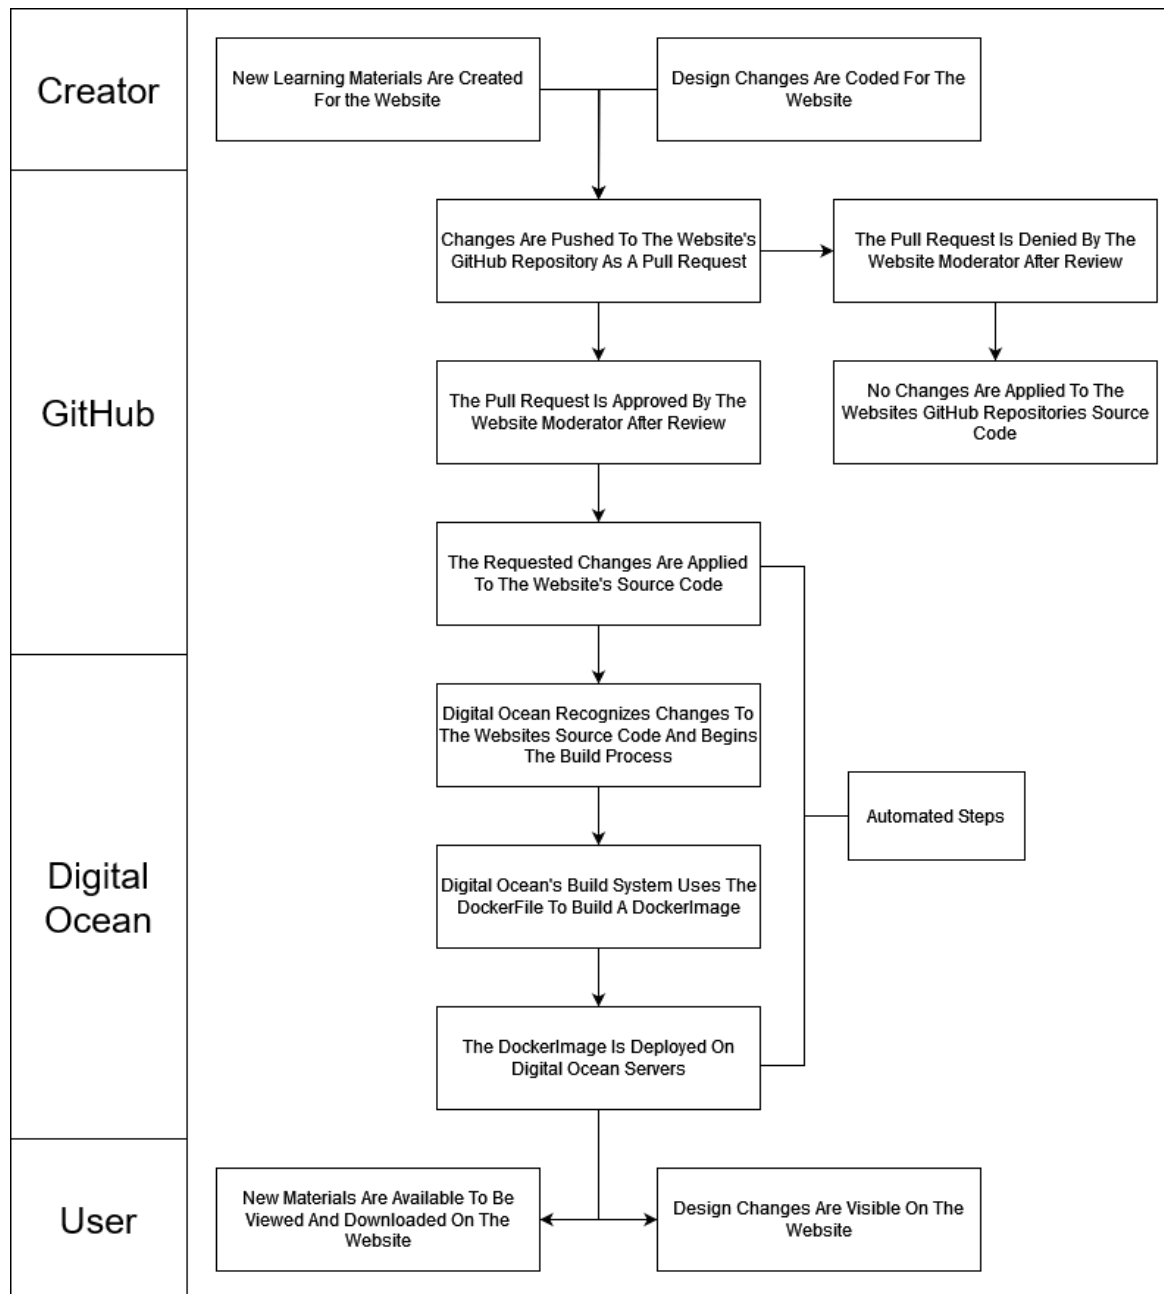 Creator
New Learning Materials Are Created
For the Website
Design Changes Are Coded For The
Website
GitHub
Changes Are Pushed To The Website's
GitHub Repository As A Pull Request
The Pull Request Is Denied By The
Website Moderator After Review
The Pull Request Is Approved By The
Website Moderator After Review
No Changes Are Applied To The
Websites GitHub Repositories Source
Code
The Requested Changes Are Applied
To The Website's Source Code
Digital
Ocean
Digital Ocean Recognizes Changes To
The Websites Source Code And Begins
The Build Process
Automated Steps
Digital Ocean's Build System Uses The
DockerFile To Build A DockerImage
The DockerImage Is Deployed On
Digital Ocean Servers
User
New Materials Are Available To Be
Viewed And Downloaded On The
Website
Design Changes Are Visible On The
Website